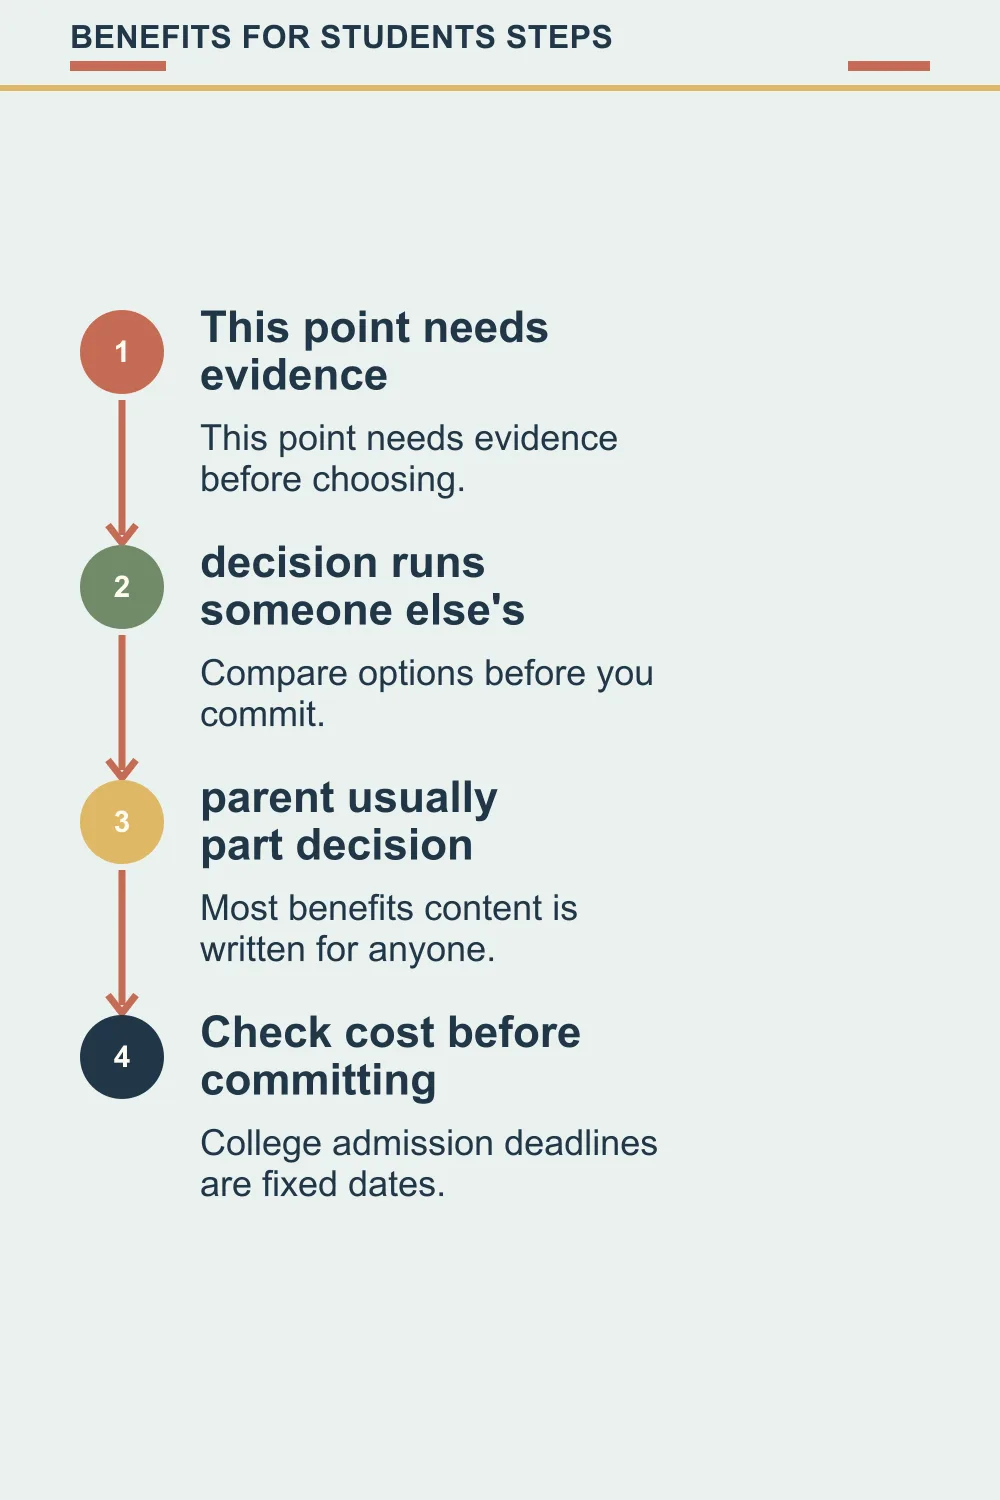 BENEFITS FOR STUDENTS STEPS
1
This point needs
evidence
This point needs evidence
before choosing.
2
decision runs
someone else's
Compare options before you
commit.
3
parent usually
part decision
Most benefits content is
written for anyone.
4
Check cost before
committing
College admission deadlines
are fixed dates.